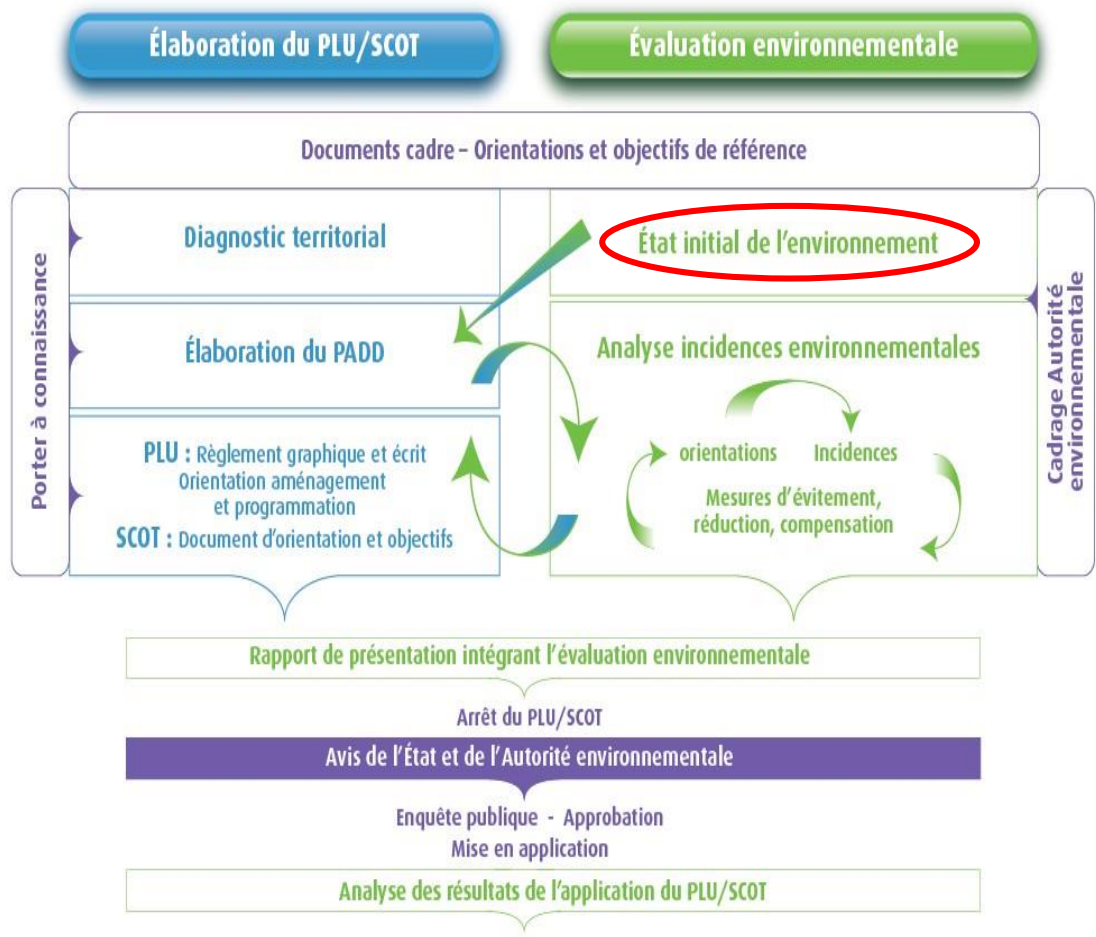 Élaboration du PLU/SCOT
Évaluation environnementale
Documents cadre – Orientations et objectifs de référence
Porter à connaissance
Diagnostic territorial
État initial de l'environnement
Élaboration du PADD
Analyse incidences environnementales
orientations
Incidences
Mesures d'évitement,
réduction, compensation
PLU : Règlement graphique et écrit
Orientation aménagement
et programmation
SCOT : Document d'orientation et objectifs
Cadrage Autorité
environnementale
Rapport de présentation intégrant l'évaluation environnementale
Arrêt du PLU/SCOT
Avis de l'État et de l'Autorité environnementale
Enquête publique - Approbation
Mise en application
Analyse des résultats de l'application du PLU/SCOT